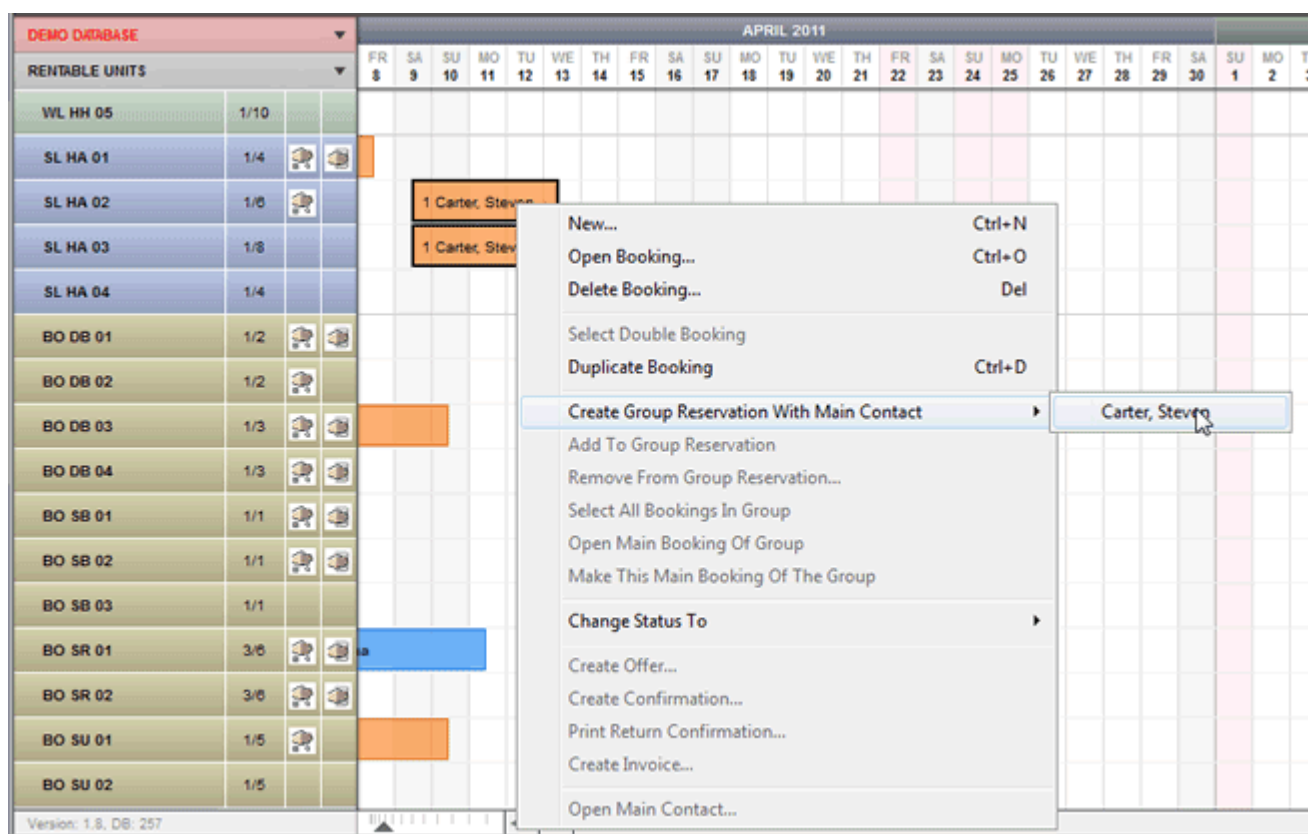 DEMO DATABASE
APRIL 2011
RENTABLE UNITS
FR SA SU MO TU WE TH FR SA SU MO TU WE TH FR SA SU MO TU WE TH FR SA SU MO
8 9 10 11 12 13 14 15 16 17 18 19 20 21 22 23 24 25 26 27 28 29 30 1 2
WL HH 05 1/10
SL HA 01 1/4
SL HA 02 1/6 1 Carter, Steven
SL HA 03 1/8 1 Carter, Stev
SL HA 04 1/4
BO DB 01 1/2
BO DB 02 1/2
BO DB 03 1/3
BO DB 04 1/3
BO SB 01 1/1
BO SB 02 1/1
BO SB 03 1/1
BO SR 01 3/6
BO SR 02 3/6
BO SU 01 1/5
BO SU 02 1/5
New... Ctrl+N
Open Booking... Ctrl+O
Delete Booking... Del
Select Double Booking
Duplicate Booking Ctrl+D
Create Group Reservation With Main Contact
Carter, Steven
Add To Group Reservation
Remove From Group Reservation...
Select All Bookings In Group
Open Main Booking Of Group
Make This Main Booking Of The Group
Change Status To
Create Offer...
Create Confirmation...
Print Return Confirmation...
Create Invoice...
Open Main Contact...
Version: 1.8, DB: 257